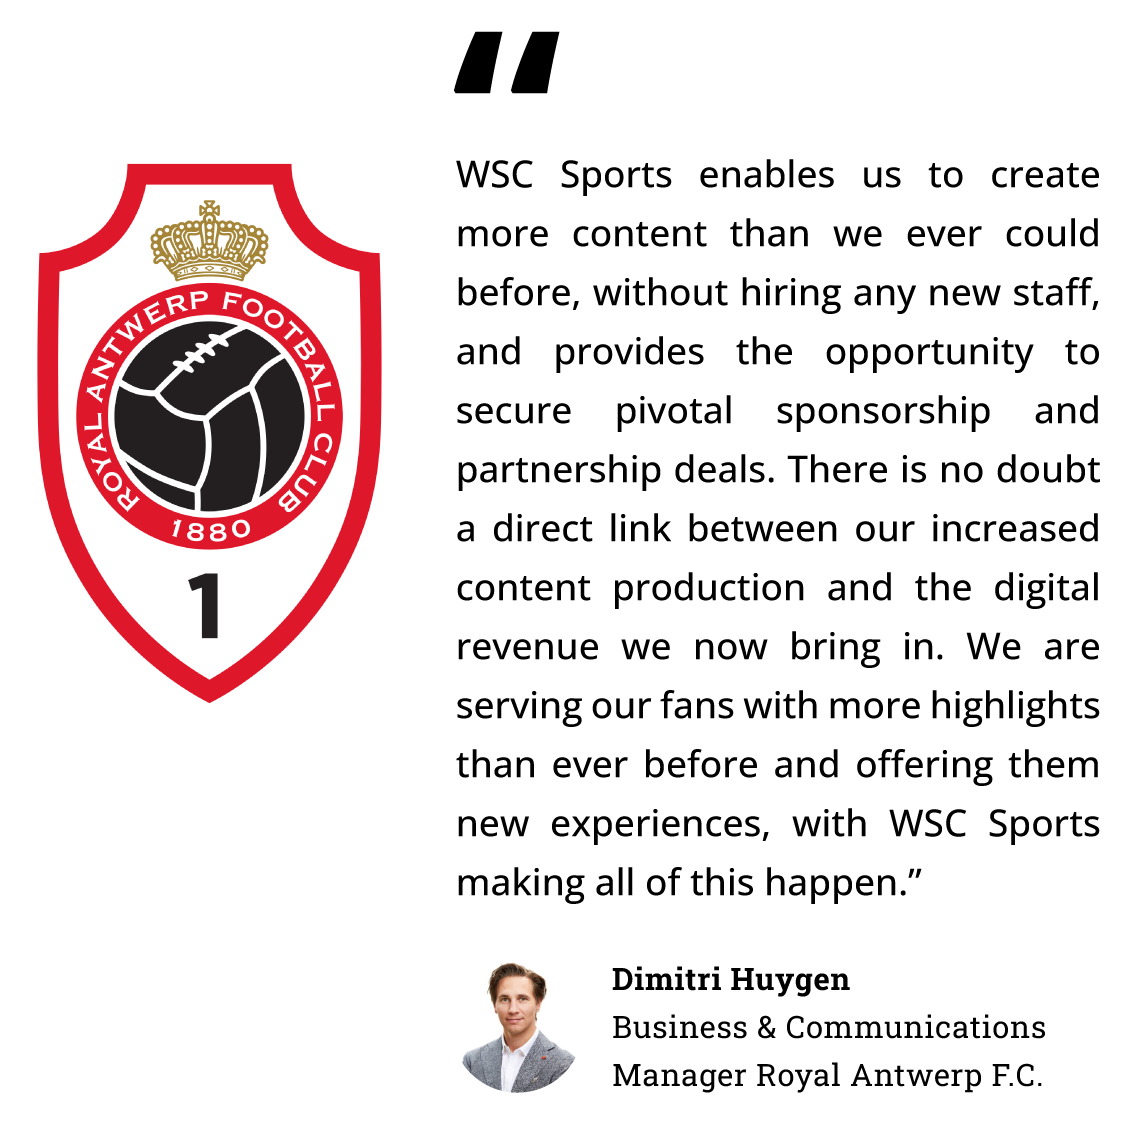 “
WSC Sports enables us to create
more content than we ever could
before, without hiring any new staff,
and provides the opportunity to
secure pivotal sponsorship and
partnership deals. There is no doubt
a direct link between our increased
content production and the digital
revenue we now bring in. We are
serving our fans with more highlights
than ever before and offering them
new experiences, with WSC Sports
making all of this happen.”
ROYAL ANTWERP FOOTBALL CLUB
1880
1
Dimitri Huygen
Business & Communications
Manager Royal Antwerp F.C.